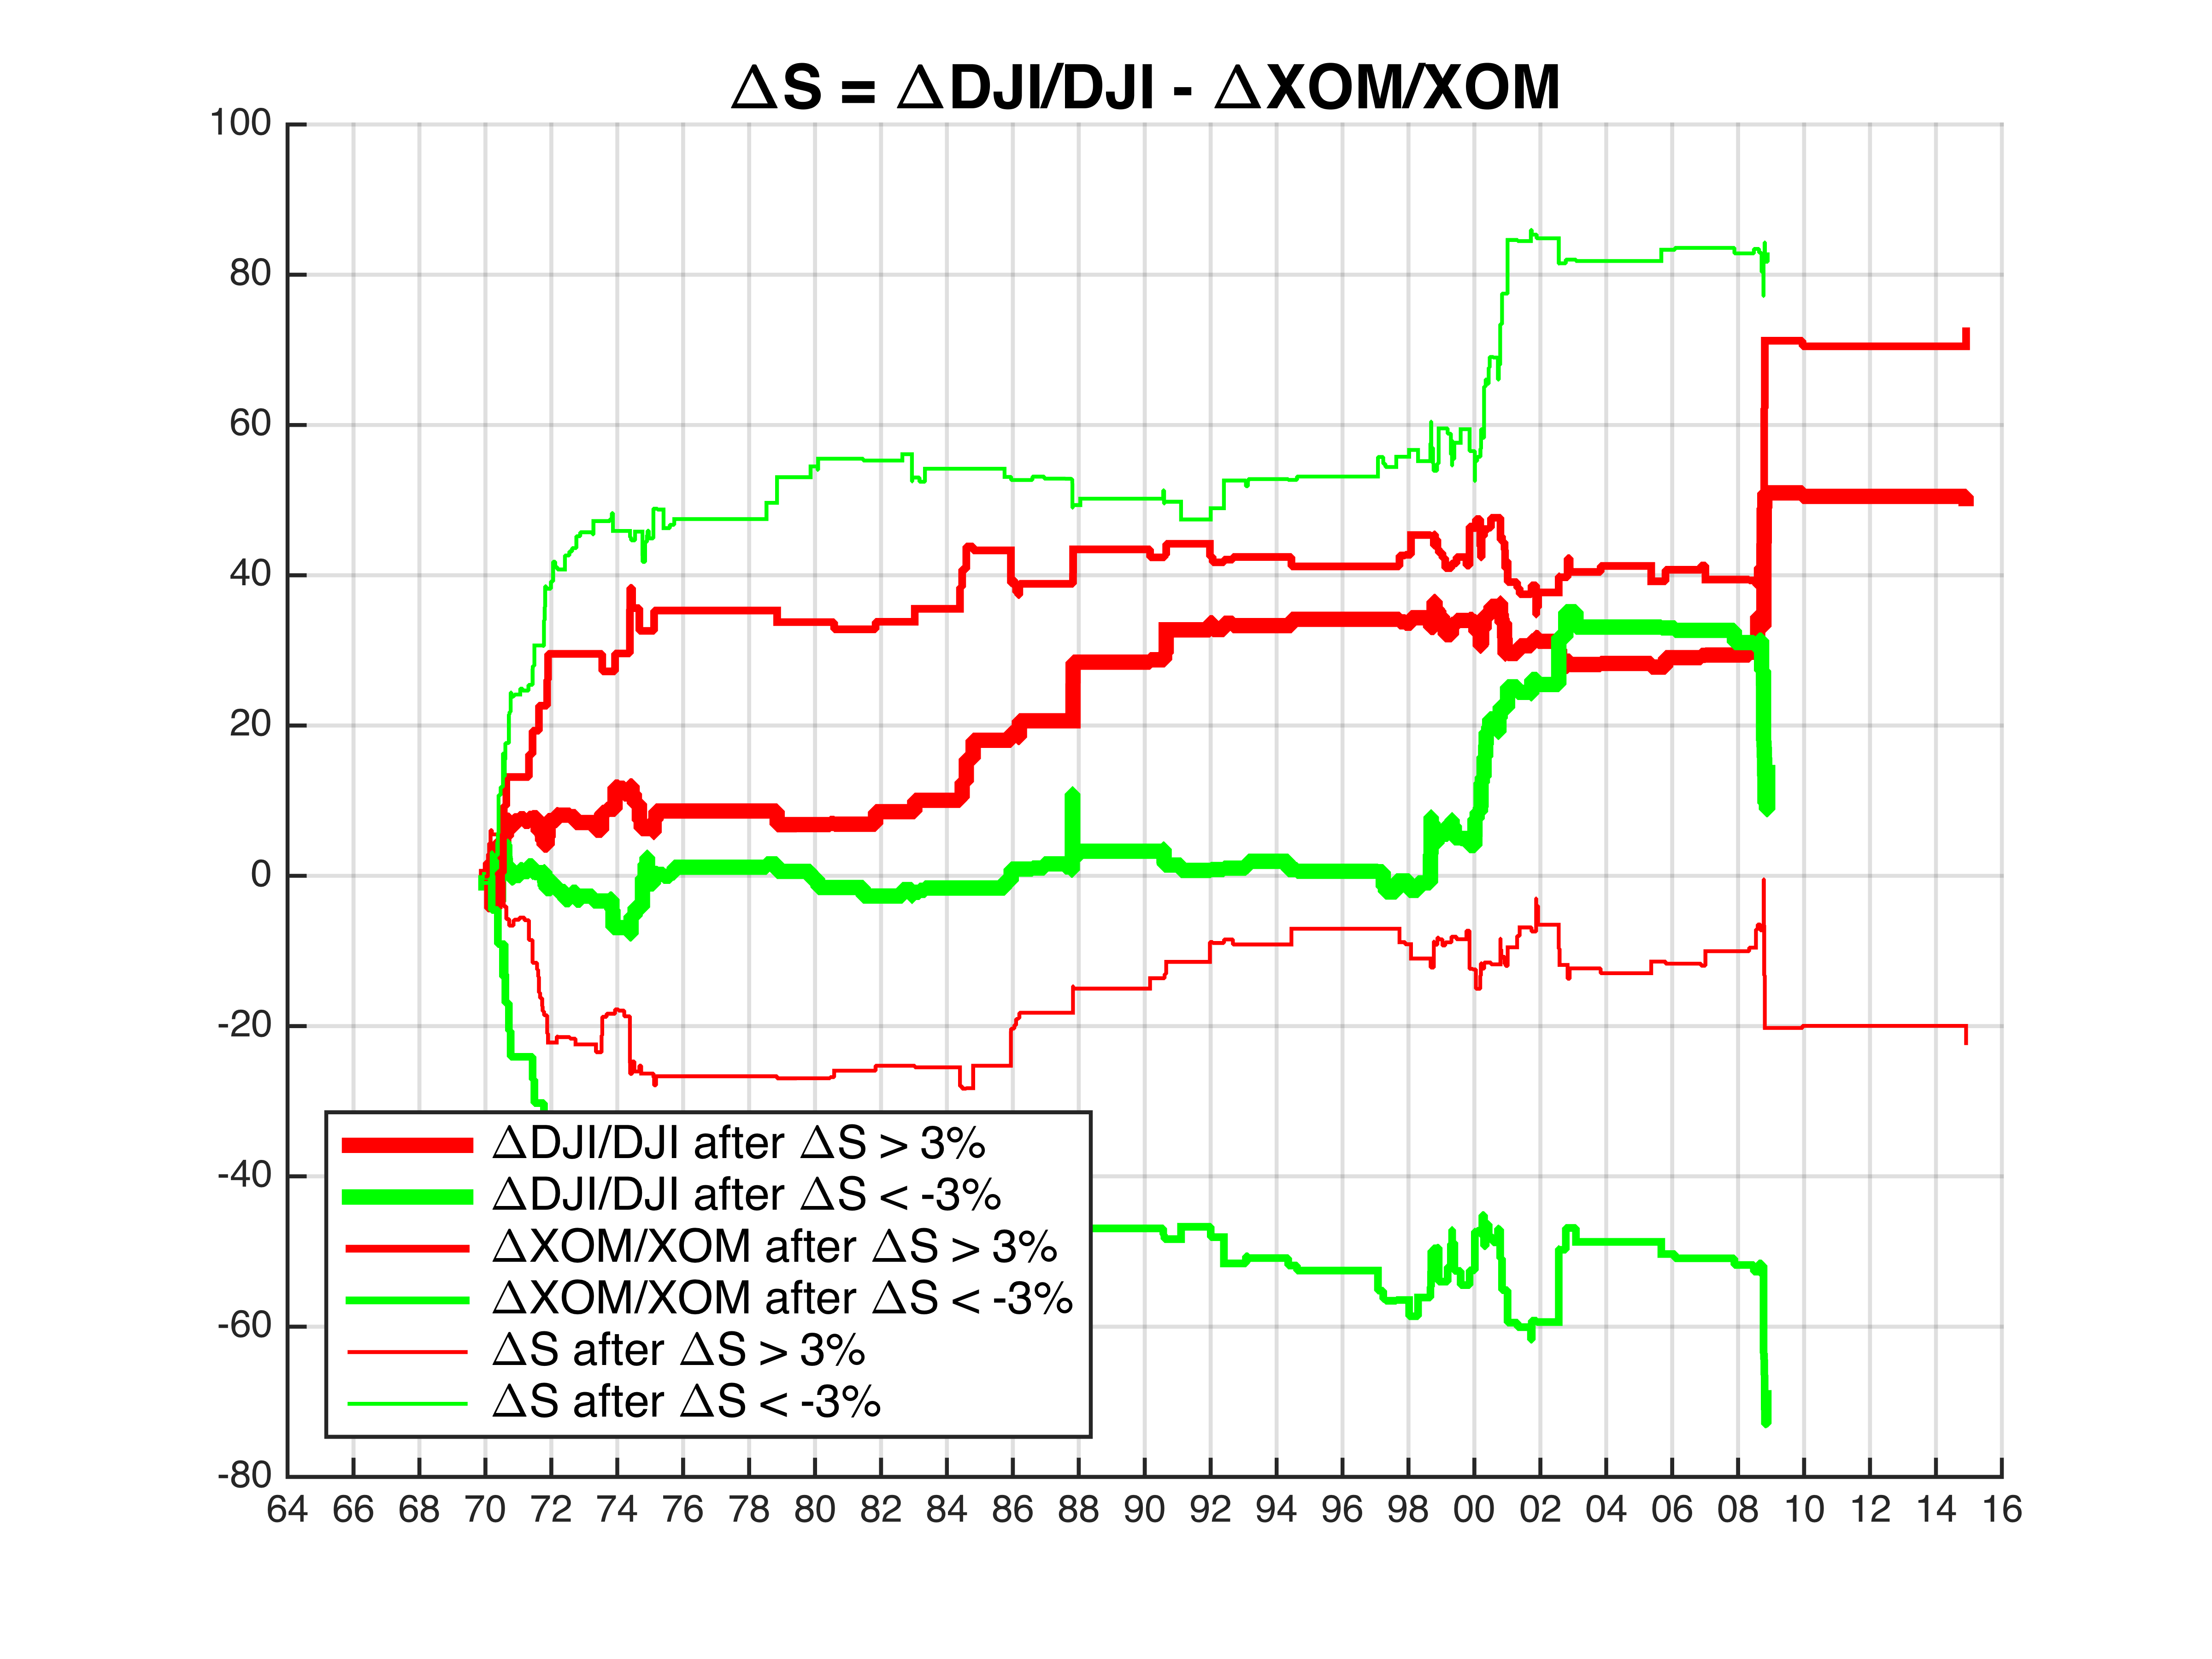 ΔS = ΔDJI/DJI - ΔXOM/XOM
100
80
60
40
20
0
-20
-40
-60
-80
ΔDJI/DJI after ΔS > 3%
ΔDJI/DJI after ΔS < -3%
ΔXOM/XOM after ΔS > 3%
ΔXOM/XOM after ΔS < -3%
ΔS after ΔS > 3%
ΔS after ΔS < -3%
64 66 68 70 72 74 76 78 80 82 84 86 88 90 92 94 96 98 00 02 04 06 08 10 12 14 16